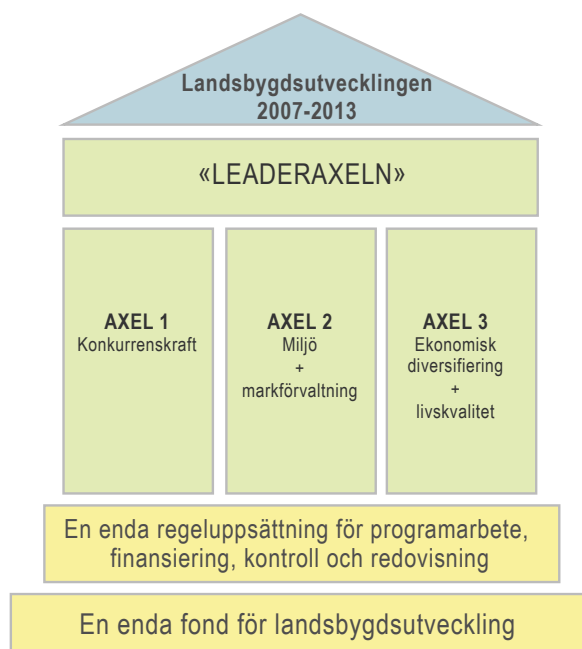 Landsbygdsutvecklingen
2007-2013
«LEADERAXELN»
AXEL 1
Konkurrenskraft
AXEL 2
Miljö
+
markförvaltning
AXEL 3
Ekonomisk
diversifiering
+
livskvalitet
En enda regeluppsättning för programarbete,
finansiering, kontroll och redovisning
En enda fond för landsbygdsutveckling